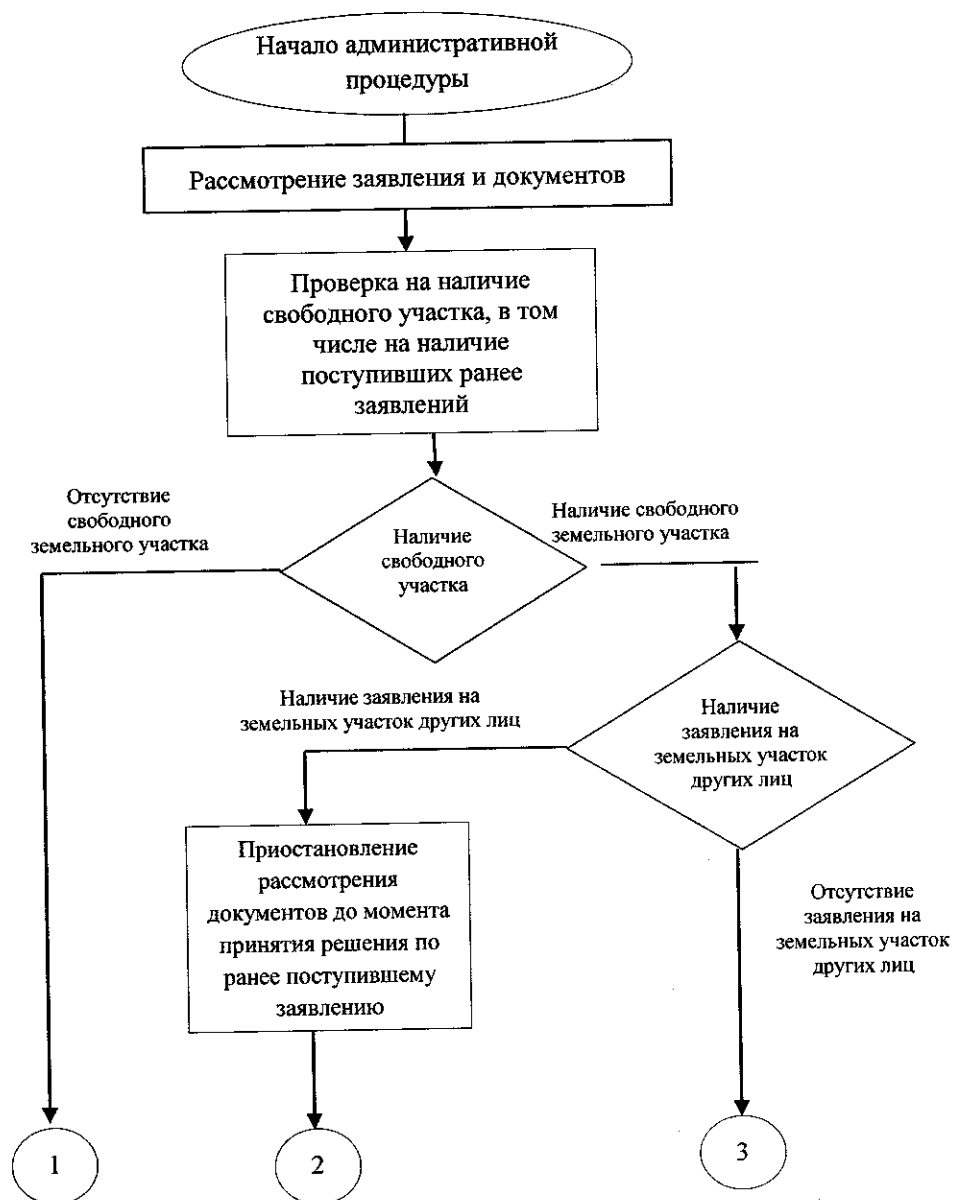 Начало административной
процедуры
Рассмотрение заявления и документов
Проверка на наличие
свободного участка, в том
числе на наличие
поступивших ранее
заявлений
Отсутствие
свободного
земельного участка
Наличие
свободного
участка
Наличие свободного
земельного участка
Наличие заявления на
земельных участок других лиц
Наличие
заявления на
земельных участок
других лиц
Приостановление
рассмотрения
документов до момента
принятия решения по
ранее поступившему
заявлению
Отсутствие
заявления на
земельных участок
других лиц
1
2
3